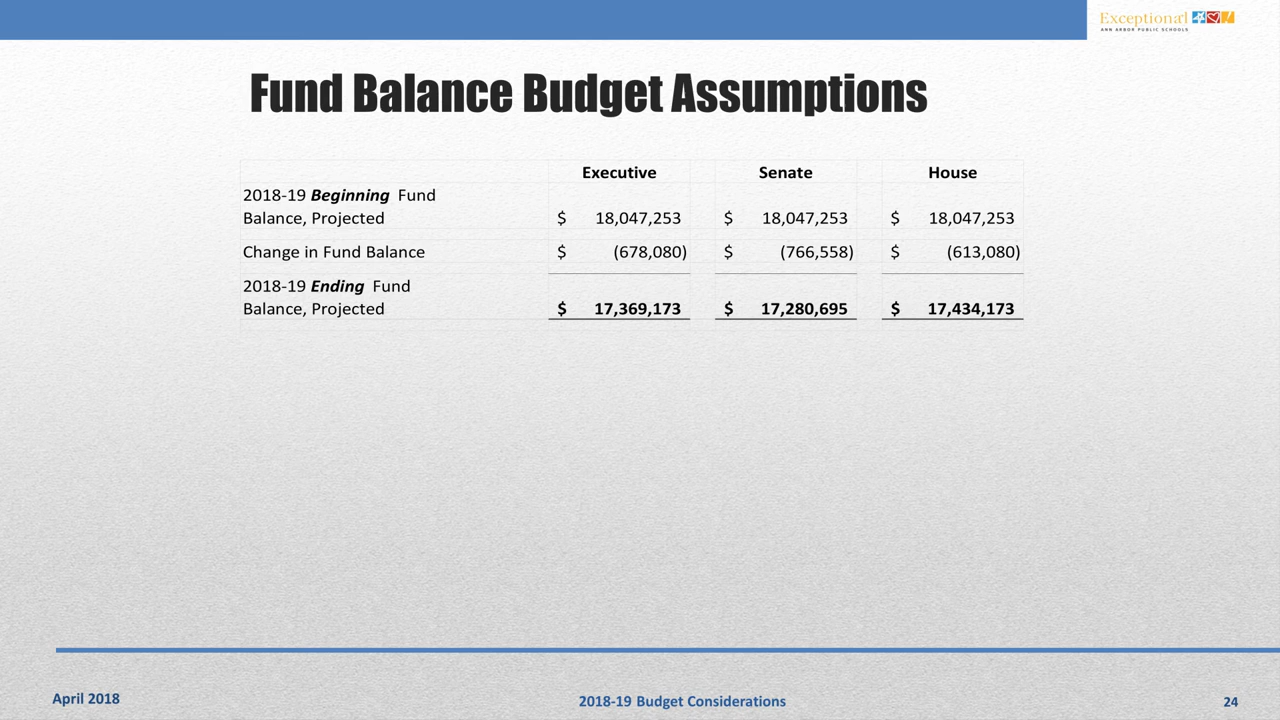 Exceptional
ANN ARBOR PUBLIC SCHOOLS
Fund Balance Budget Assumptions
Executive Senate House
2018-19 Beginning Fund
Balance, Projected $ 18,047,253 $ 18,047,253 $ 18,047,253
Change in Fund Balance $ (678,080) $ (766,558) $ (613,080)
2018-19 Ending Fund
Balance, Projected $ 17,369,173 $ 17,280,695 $ 17,434,173
April 2018 2018-19 Budget Considerations 24